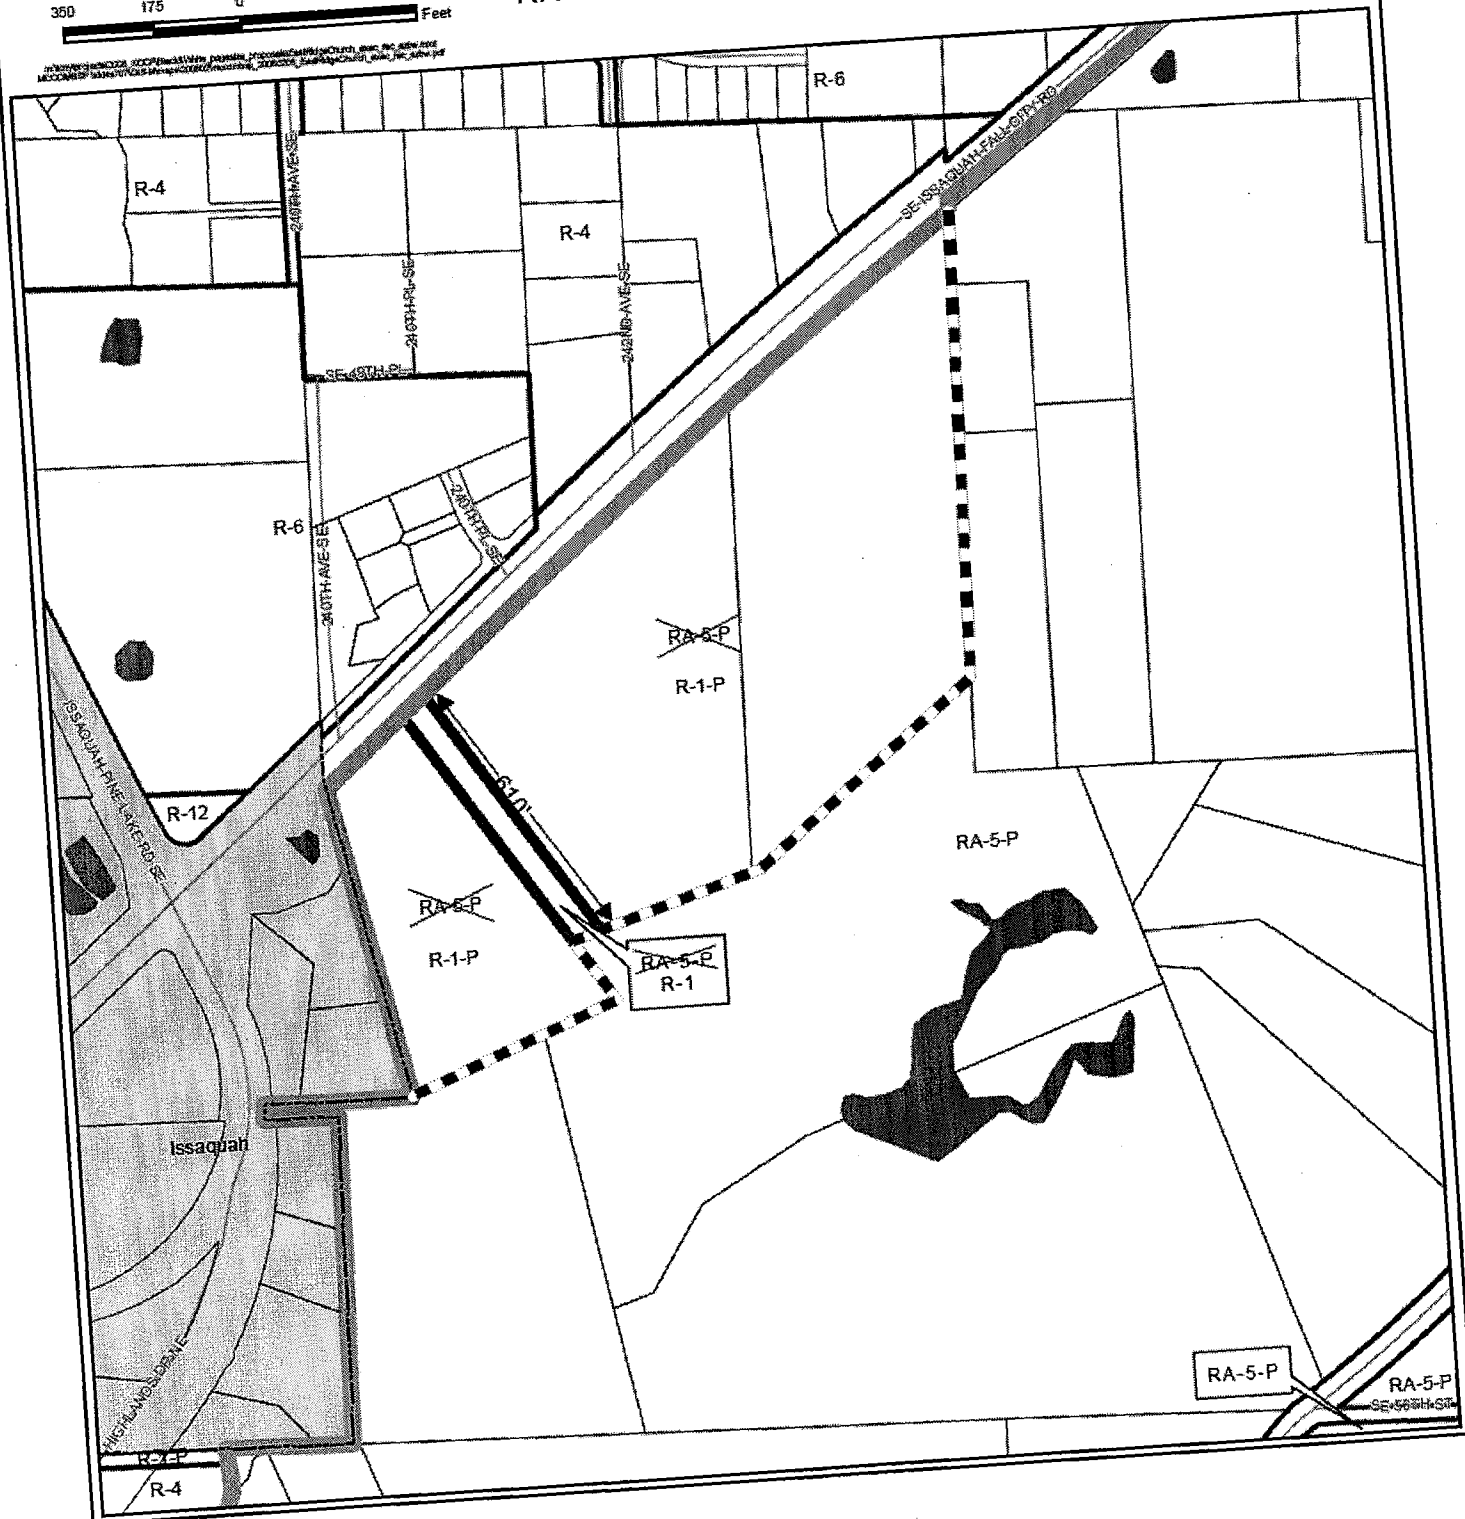 350 175 0
Feet
R-6
R-4
240TH AVE SE
SE ISSAQUAH-FALL CITY RD
R-4
240TH PL SE
242ND AVE SE
SE 48TH PL
240TH PL SE
R-6
240TH AVE SE
RA-5-P
R-1-P
ISSAQUAH-PINE LAKE RD SE
610'
R-12
RA-5-P
RA-5-P
R-1-P
RA-5-P
R-1
Issaquah
HIGHLANDS DR NE
RA-5-P
RA-5-P
SE 56TH ST
R-4